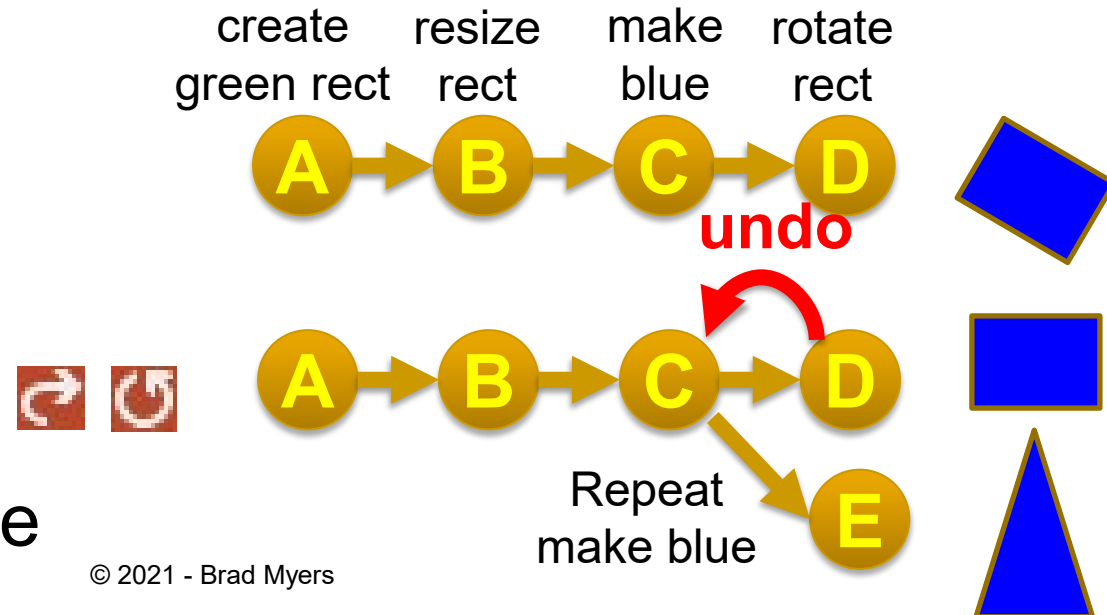 create resize make rotate
green rect rect blue rect
A B C D
undo
A B C D
Repeat
make blue
E
e
© 2021 - Brad Myers